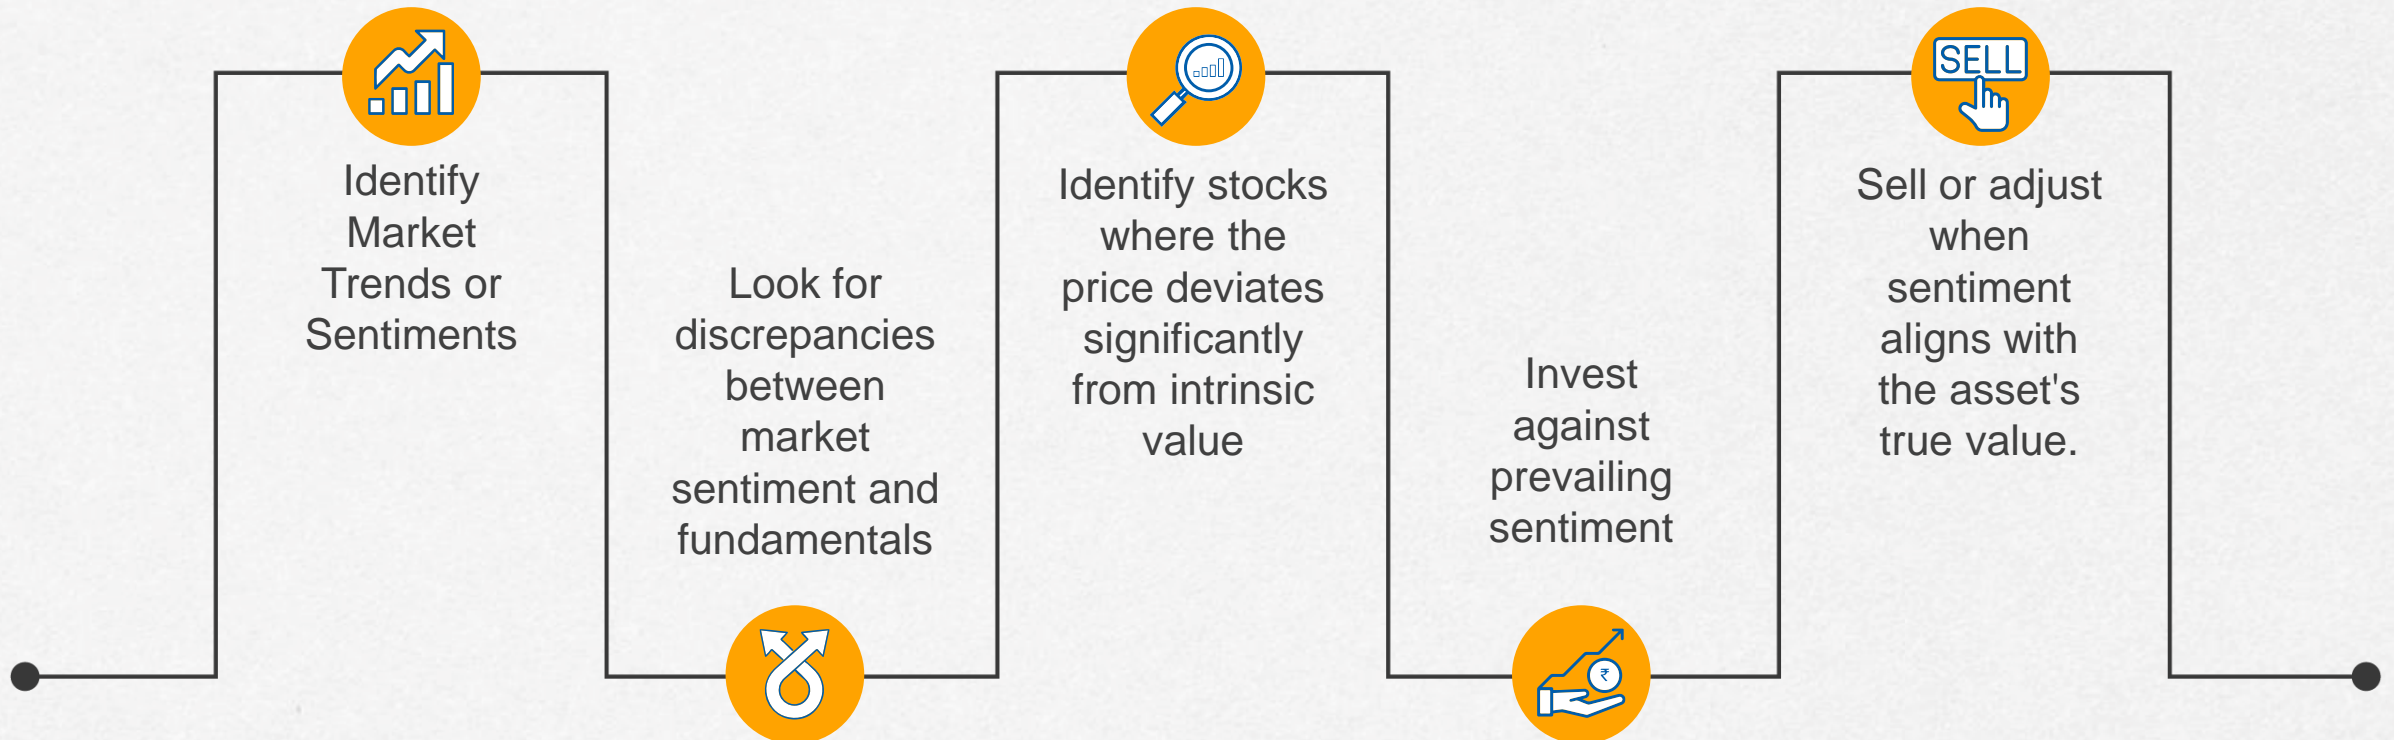 Identify
Market
Trends or
Sentiments
Look for
discrepancies
between
market
sentiment and
fundamentals
Identify stocks
where the
price deviates
significantly
from intrinsic
value
Invest
against
prevailing
sentiment
₹
SELL
Sell or adjust
when
sentiment
aligns with
the asset's
true value.